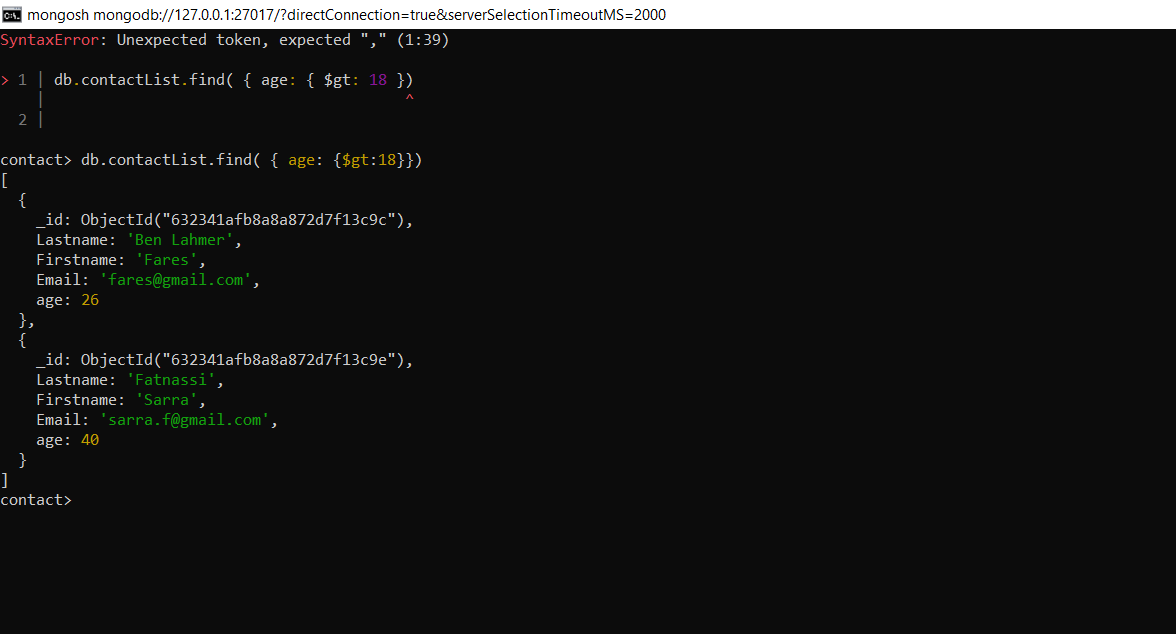 mongosh mongodb://127.0.0.1:27017/?directConnection=true&serverSelectionTimeoutMS=2000
SyntaxError: Unexpected token, expected "," (1:39)
> 1 | db.contactList.find( { age: { $gt: 18 })
    |                                        ^
  2 |
contact> db.contactList.find( { age: {$gt:18}})
[
  {
    _id: ObjectId("632341afb8a8a872d7f13c9c"),
    Lastname: 'Ben Lahmer',
    Firstname: 'Fares',
    Email: 'fares@gmail.com',
    age: 26
  },
  {
    _id: ObjectId("632341afb8a8a872d7f13c9e"),
    Lastname: 'Fatnassi',
    Firstname: 'Sarra',
    Email: 'sarra.f@gmail.com',
    age: 40
  }
]
contact>